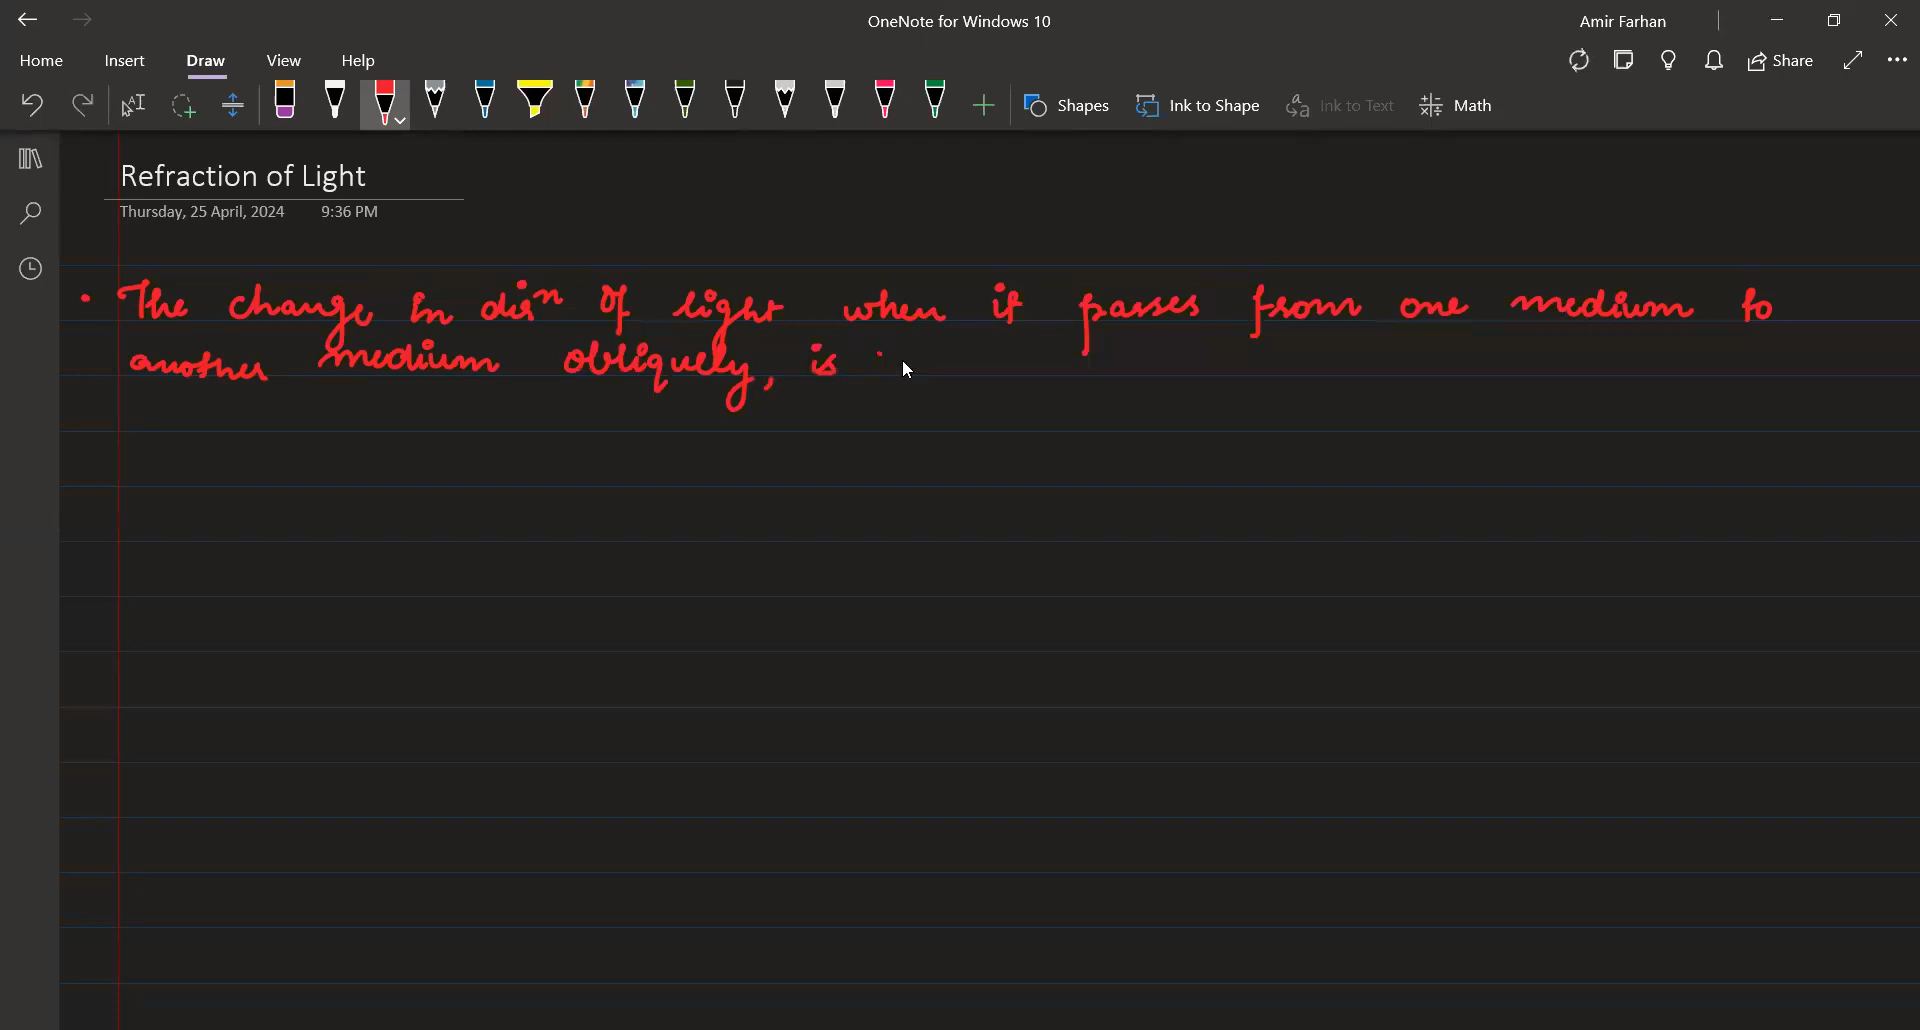 OneNote for Windows 10
Amir Farhan
Home Insert Draw View Help
Share
Shapes Ink to Shape Ink to Text Math
Refraction of Light
Thursday, 25 April, 2024 9:36 PM
• The change in dirⁿ of light when it passes from one medium to
another medium obliquely, is